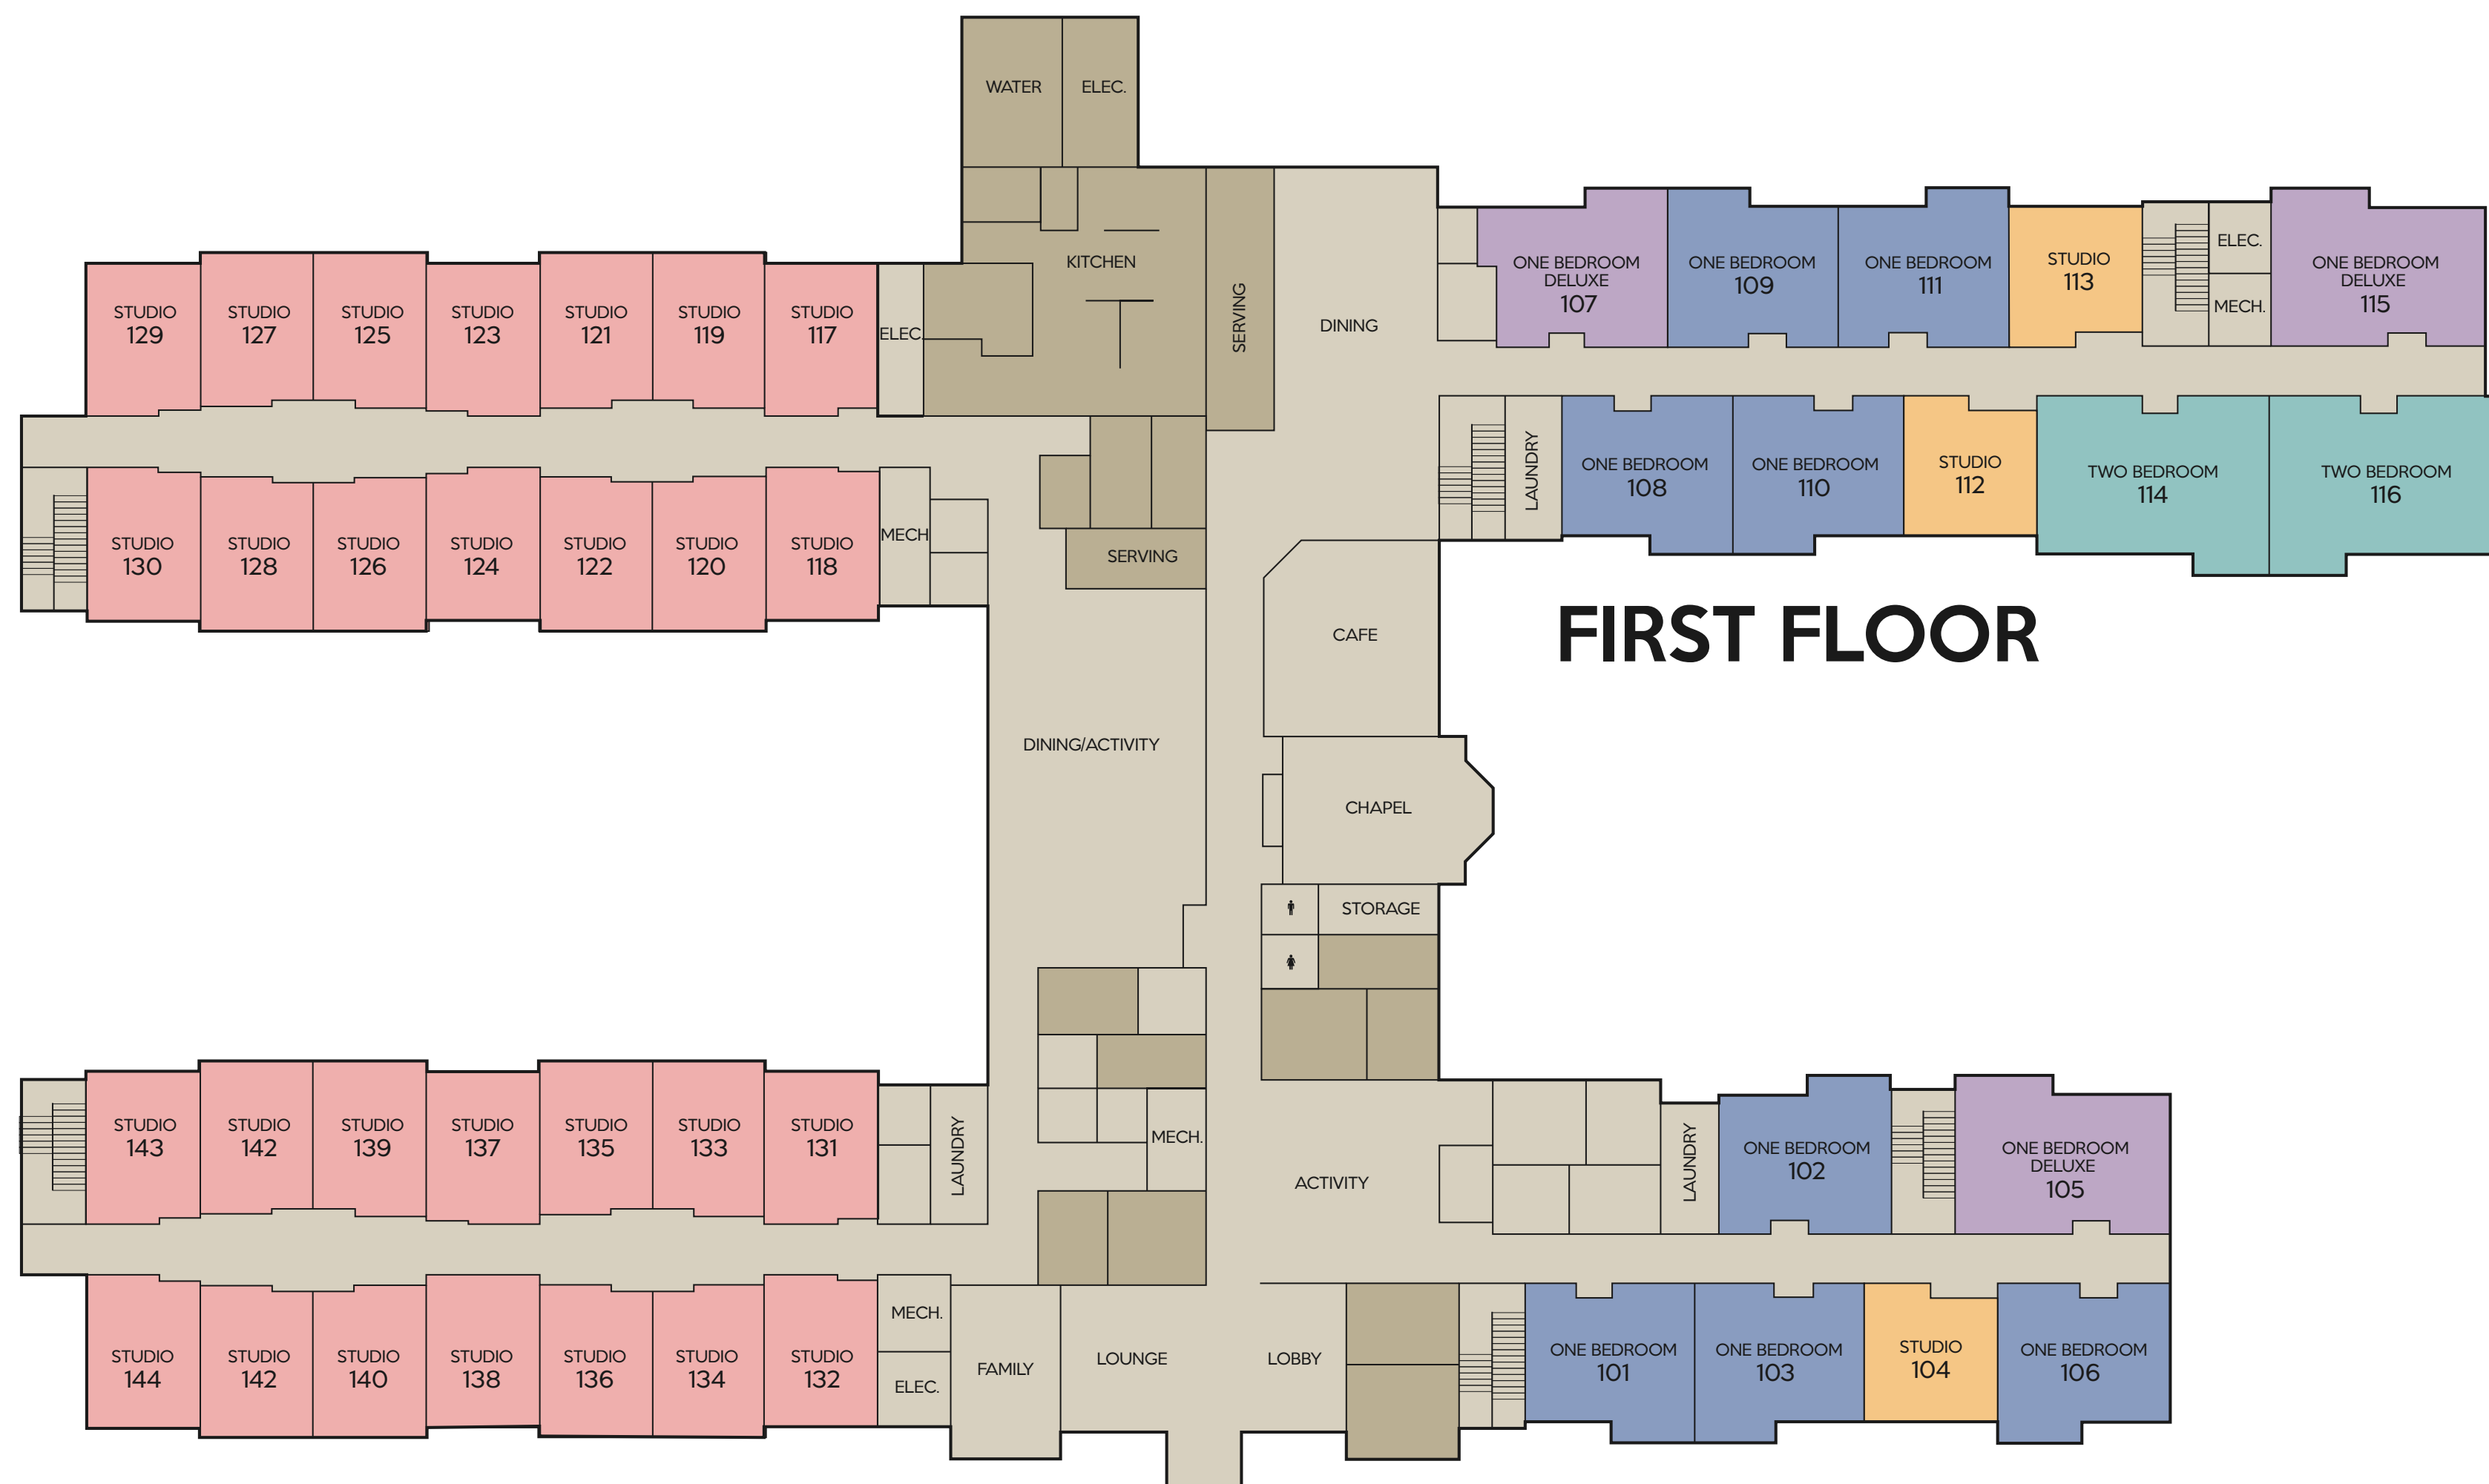 WATER
ELEC.
KITCHEN
SERVING
DINING
STUDIO
129
STUDIO
127
STUDIO
125
STUDIO
123
STUDIO
121
STUDIO
119
STUDIO
117
ELEC.
ONE BEDROOM
DELUXE
107
ONE BEDROOM
109
ONE BEDROOM
111
STUDIO
113
ELEC.
MECH.
ONE BEDROOM
DELUXE
115
STUDIO
130
STUDIO
128
STUDIO
126
STUDIO
124
STUDIO
122
STUDIO
120
STUDIO
118
MECH
SERVING
LAUNDRY
ONE BEDROOM
108
ONE BEDROOM
110
STUDIO
112
TWO BEDROOM
114
TWO BEDROOM
116
FIRST FLOOR
CAFE
DINING/ACTIVITY
CHAPEL
STORAGE
STUDIO
143
STUDIO
142
STUDIO
139
STUDIO
137
STUDIO
135
STUDIO
133
STUDIO
131
LAUNDRY
MECH.
ACTIVITY
LAUNDRY
ONE BEDROOM
102
ONE BEDROOM
DELUXE
105
STUDIO
144
STUDIO
142
STUDIO
140
STUDIO
138
STUDIO
136
STUDIO
134
STUDIO
132
MECH.
ELEC.
FAMILY
LOUNGE
LOBBY
ONE BEDROOM
101
ONE BEDROOM
103
STUDIO
104
ONE BEDROOM
106